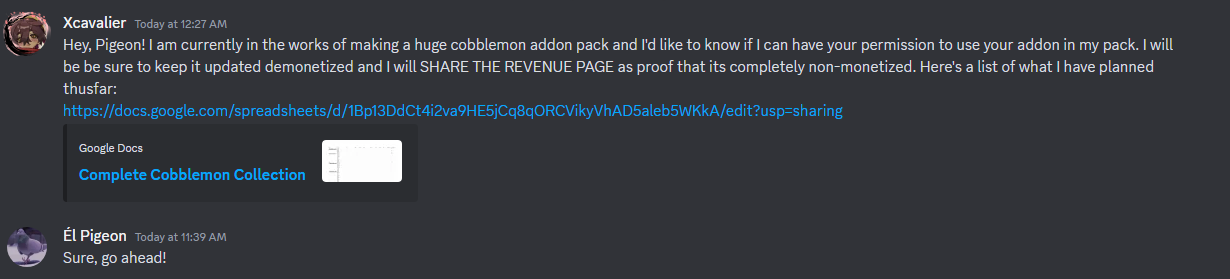 Xcavalier Today at 12:27 AM
Hey, Pigeon! I am currently in the works of making a huge cobblemon addon pack and I'd like to know if I can have your permission to use your addon in my pack. I will
be be sure to keep it updated demonetized and I will SHARE THE REVENUE PAGE as proof that its completely non-monetized. Here's a list of what I have planned
thusfar:
https://docs.google.com/spreadsheets/d/1Bp13DdCt4i2va9HE5jCq8qORCVikyVhAD5aleb5WKkA/edit?usp=sharing
Google Docs
Complete Cobblemon Collection
Él Pigeon Today at 11:39 AM
Sure, go ahead!